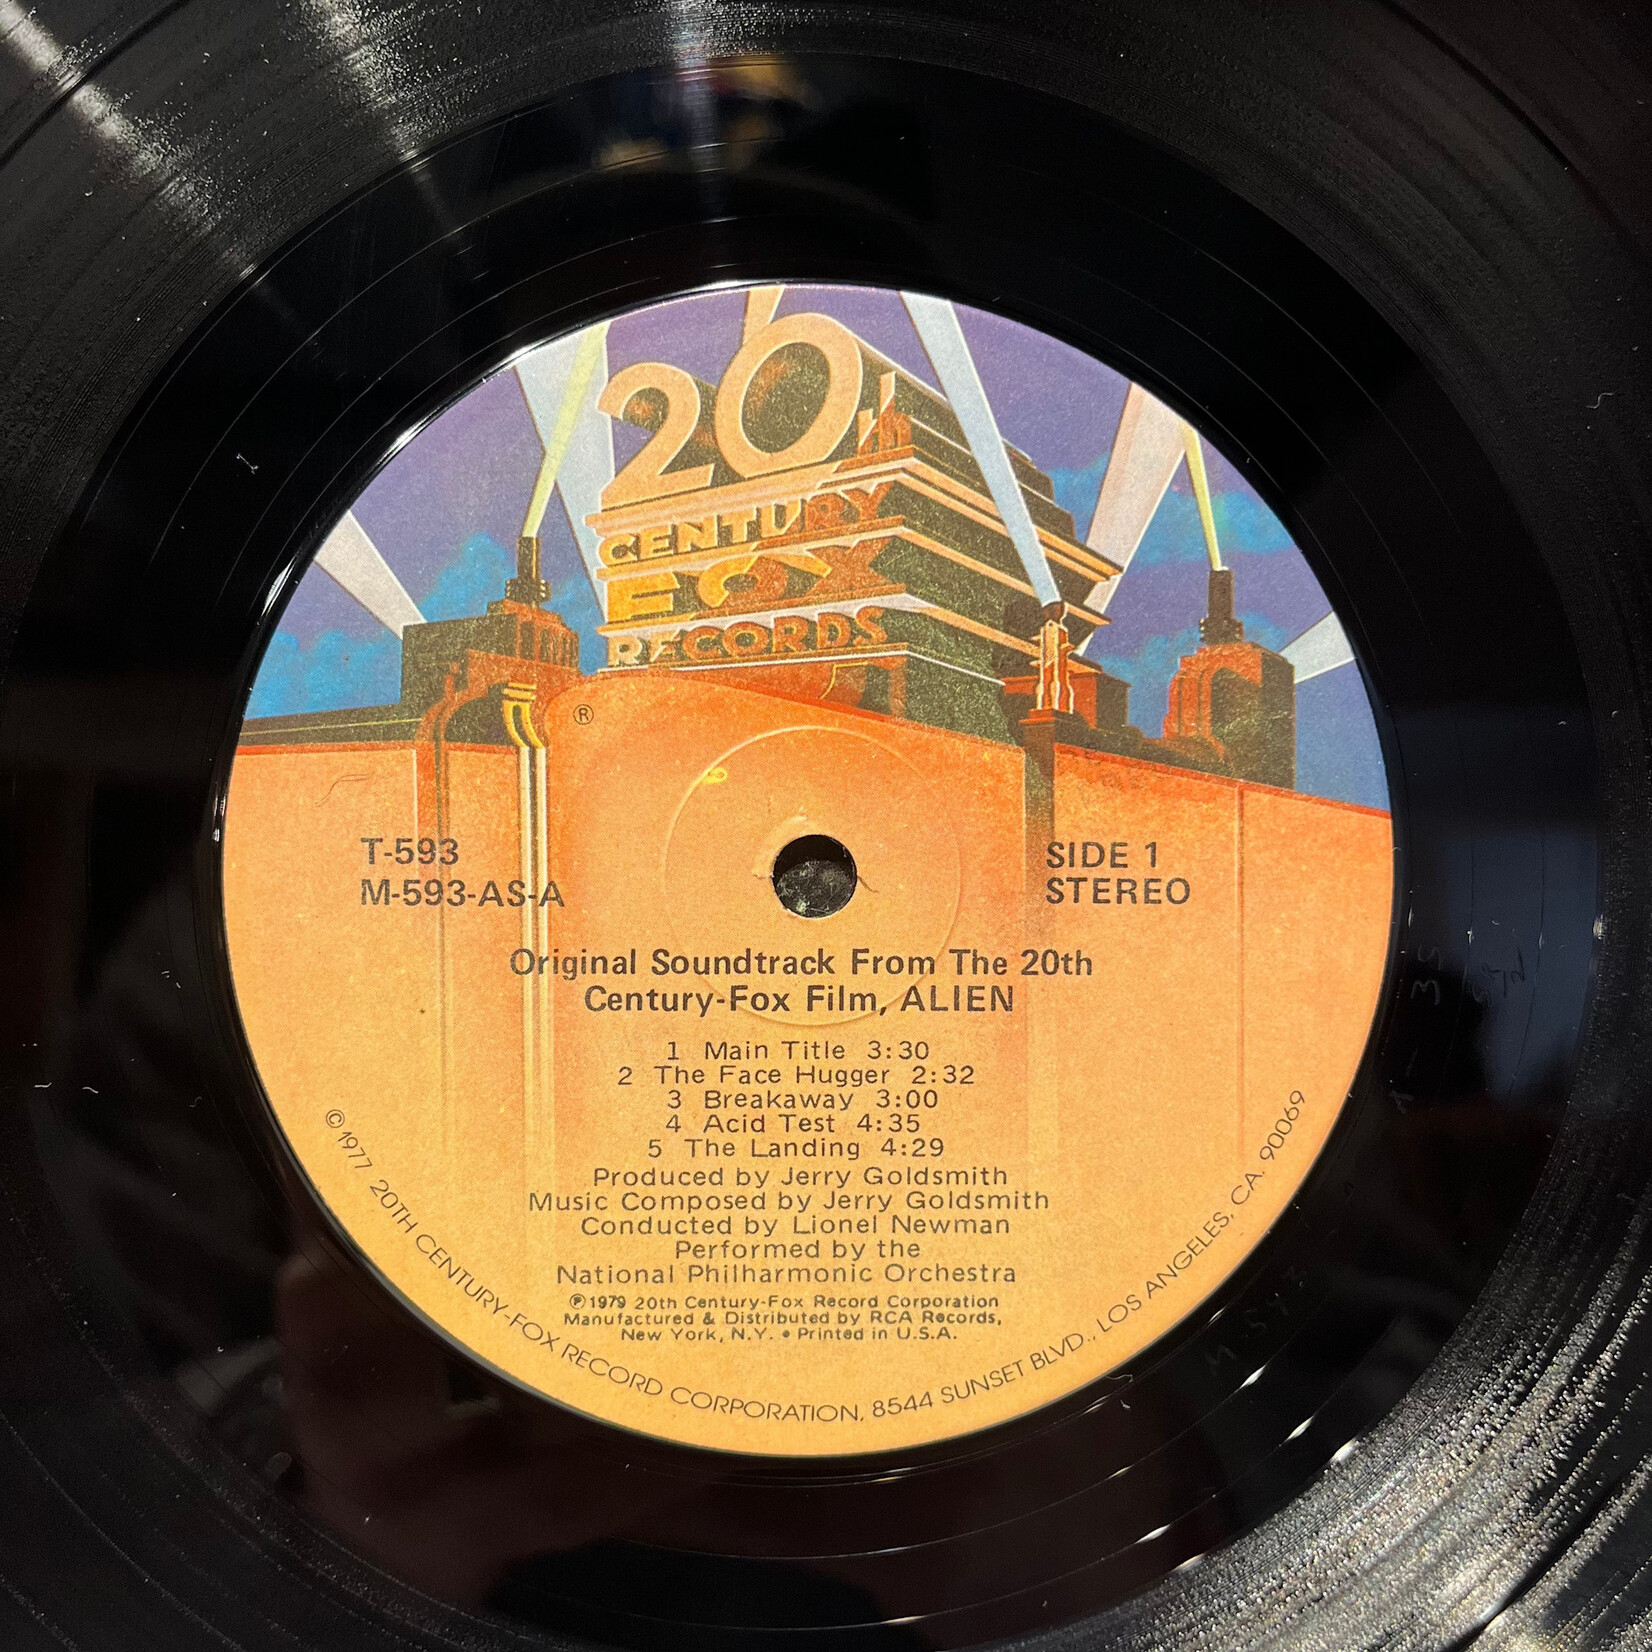 20th
CENTURY
FOX
RECORDS
®
T-593
M-593-AS-A
SIDE 1
STEREO
Original Soundtrack From The 20th
Century-Fox Film, ALIEN
1 Main Title 3:30
2 The Face Hugger 2:32
3 Breakaway 3:00
4 Acid Test 4:35
5 The Landing 4:29
Produced by Jerry Goldsmith
Music Composed by Jerry Goldsmith
Conducted by Lionel Newman
Performed by the
National Philharmonic Orchestra
℗1979 20th Century-Fox Record Corporation
Manufactured & Distributed by RCA Records,
New York, N.Y. • Printed in U.S.A.
©1977 20TH CENTURY-FOX RECORD CORPORATION, 8544 SUNSET BLVD., LOS ANGELES, CA. 90069